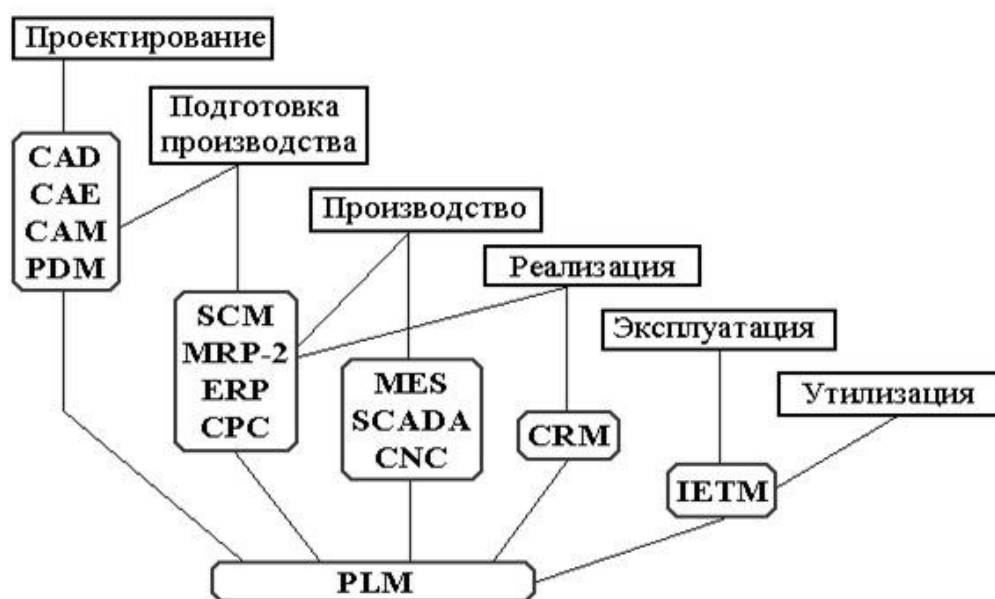 Проектирование
Подготовка
производства
CAD
CAE
CAM
PDM
Производство
Реализация
SCM
MRP-2
ERP
CPC
Эксплуатация
MES
SCADA
CNC
Утилизация
CRM
IETM
PLM